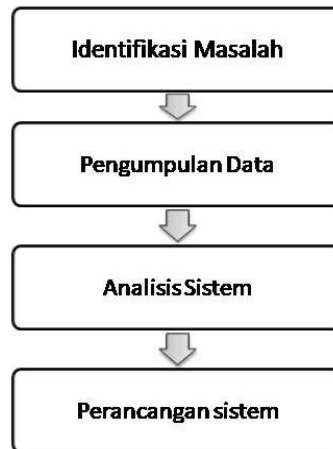 Identifikasi Masalah
Pengumpulan Data
Analisis Sistem
Perancangan sistem